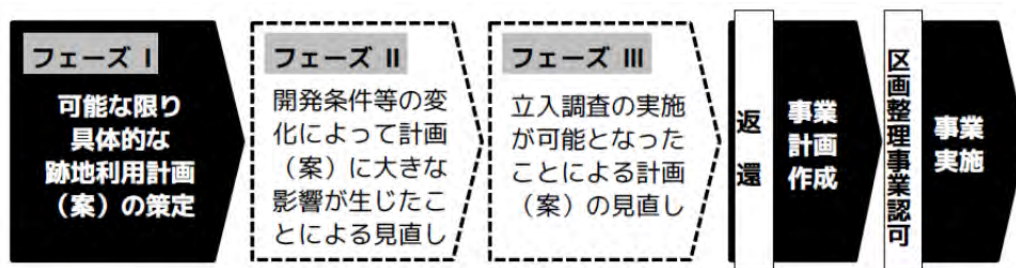 フェーズ Ⅰ
可能な限り
具体的な
跡地利用計画
（案）の策定
フェーズ Ⅱ
開発条件等の変
化によって計画
（案）に大きな
影響が生じたこ
とによる見直し
フェーズ Ⅲ
立入調査の実施
が可能となった
ことによる計画
（案）の見直し
返還
事業
計画
作成
区画整理事業認可
事業
実施